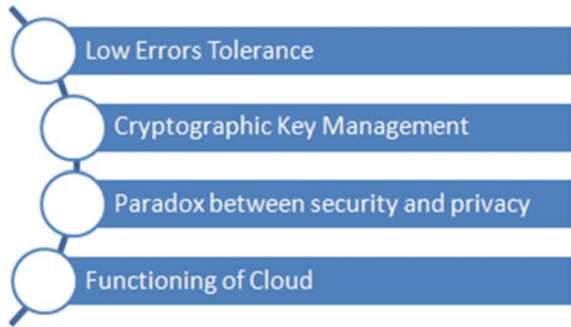 Low Errors Tolerance
Cryptographic Key Management
Paradox between security and privacy
Functioning of Cloud